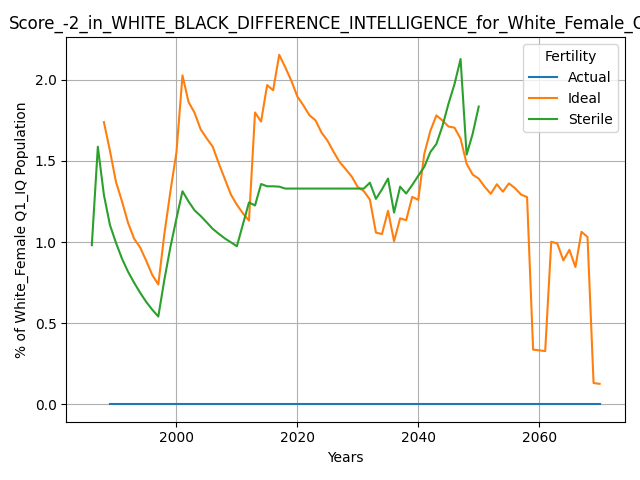 Score_-2_in_WHITE_BLACK_DIFFERENCE_INTELLIGENCE_for_White_Female_
Fertility
Actual
Ideal
Sterile
% of White_Female Q1_IQ Population
2.0
1.5
1.0
0.5
0.0
2000 2020 2040 2060
Years